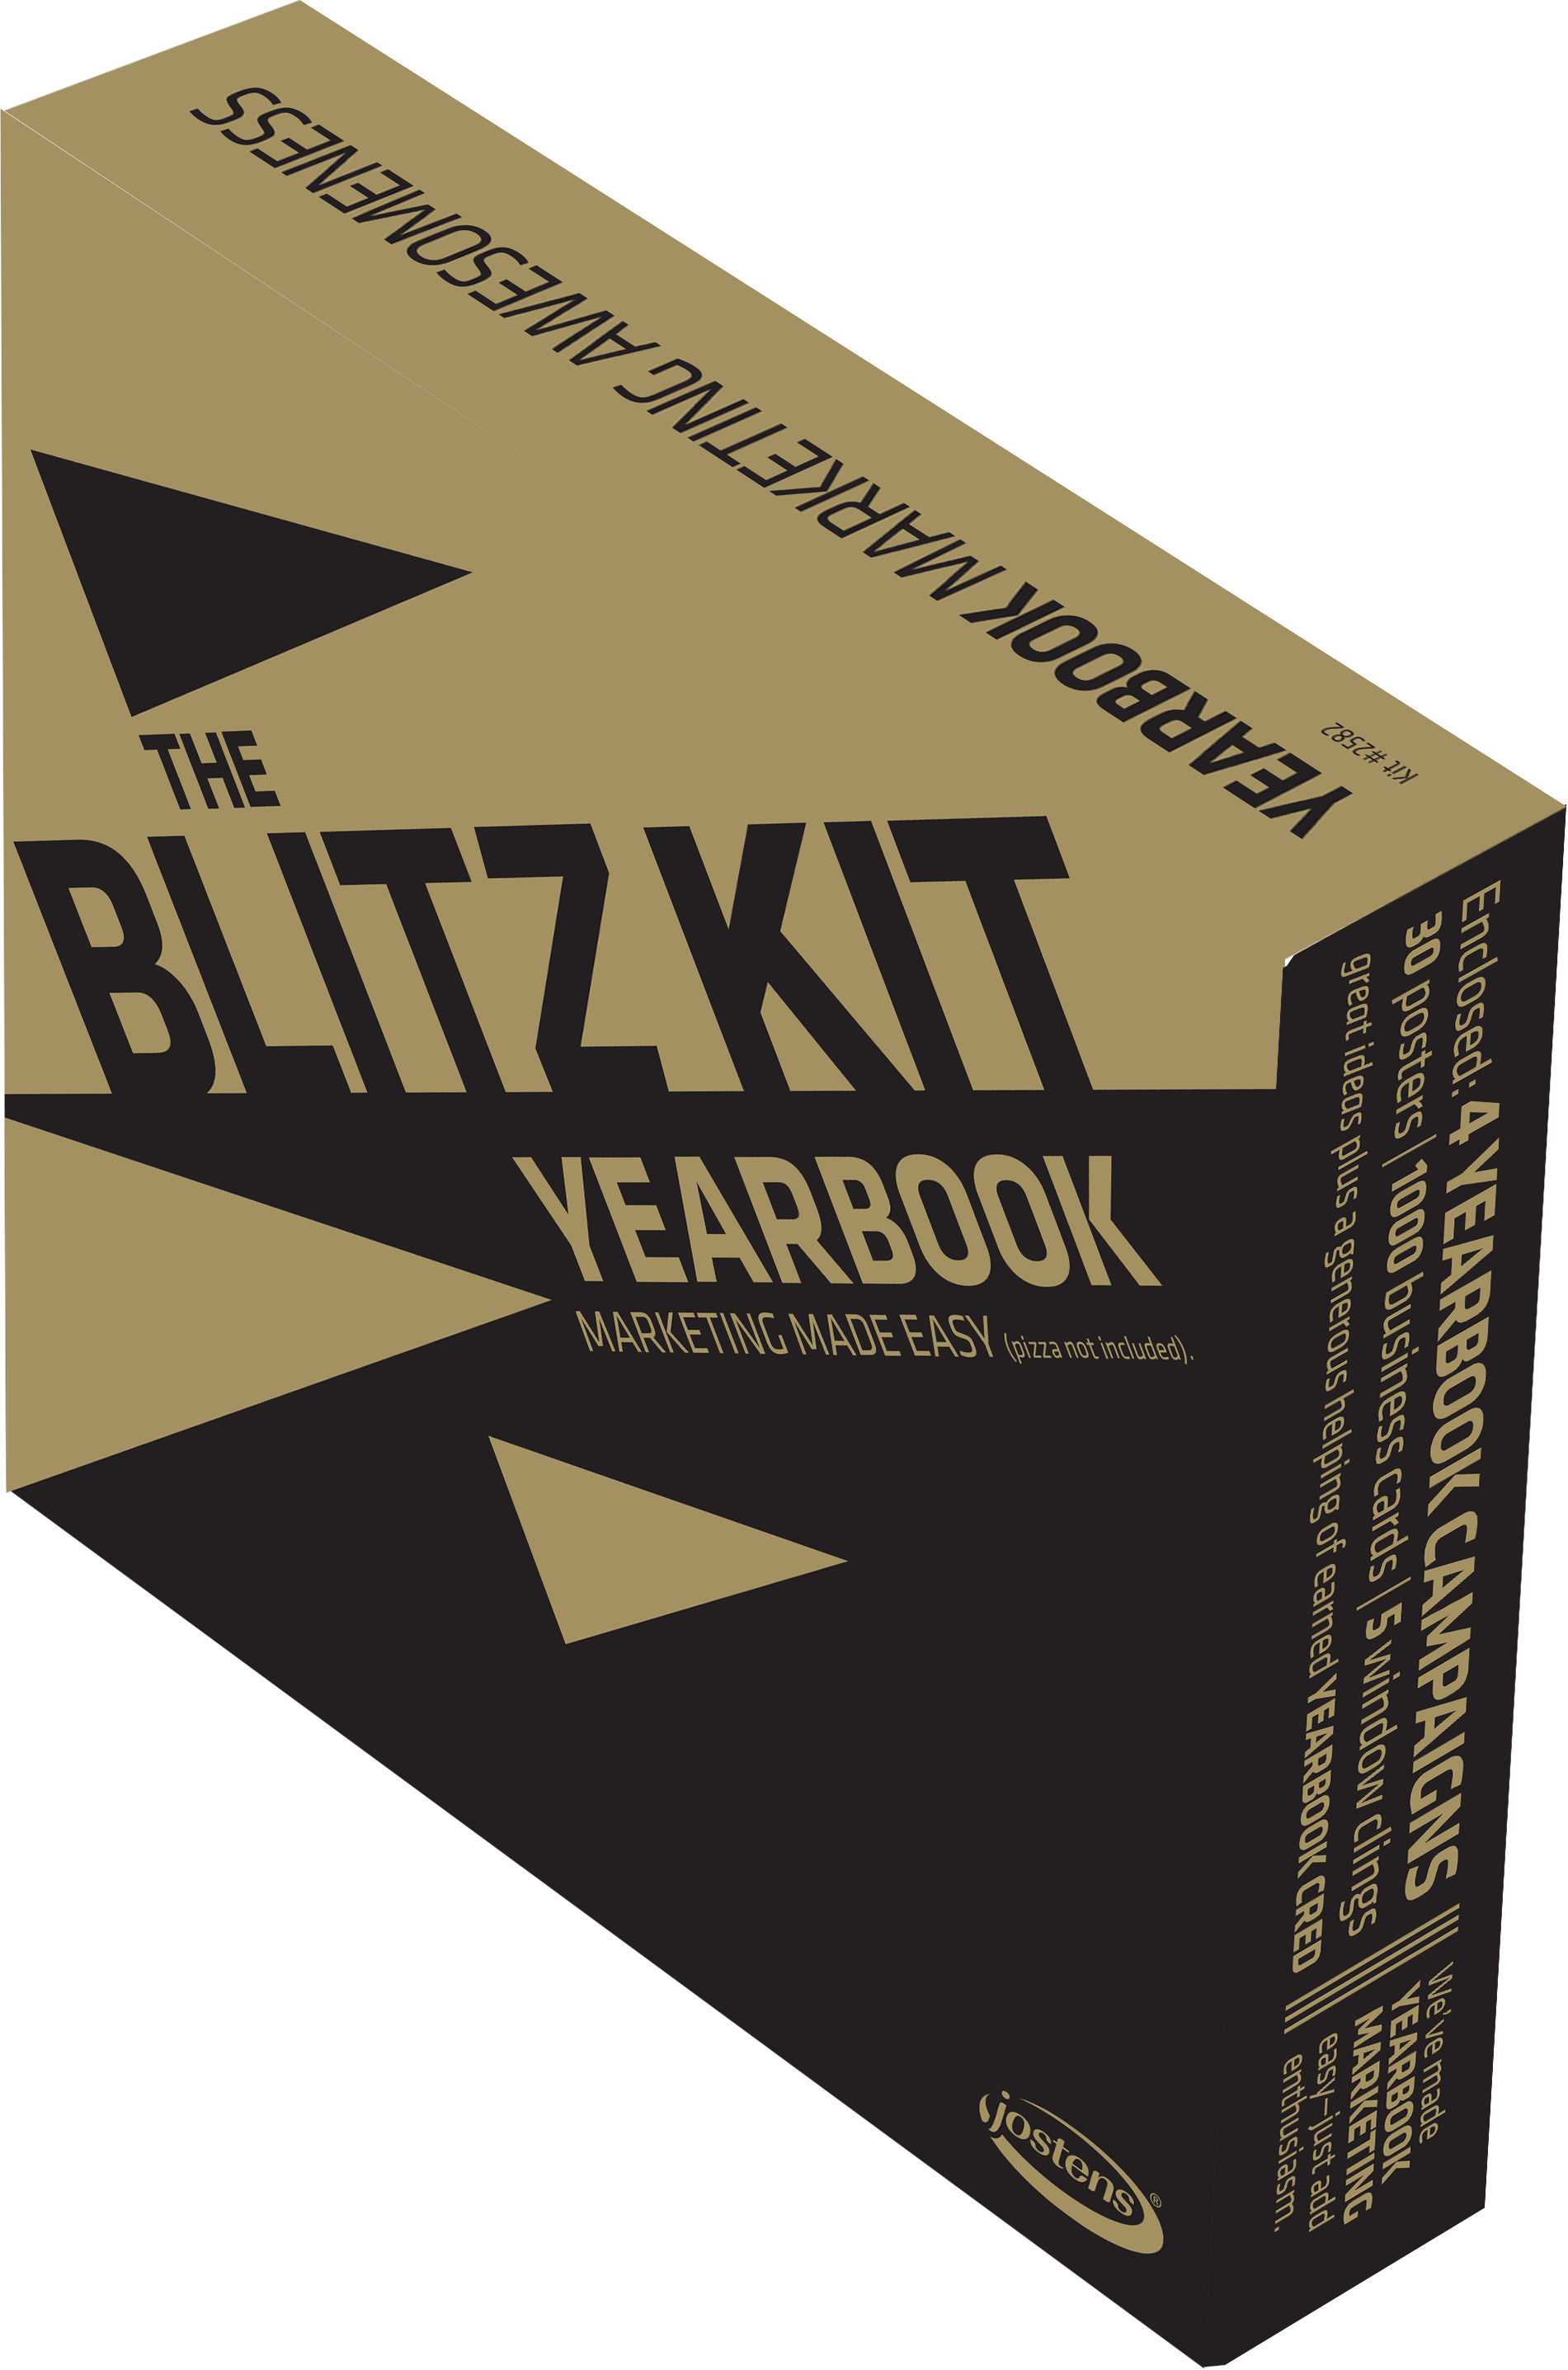 YEARBOOK MARKETING AWESOMENESS
Kit #2382
THE
BLITZKIT
YEARBOOK
MARKETING MADE EASY (pizza not included).
Jostens®
Enclosed: 4 YEARBOOK CAMPAIGNS
30 posters | 1000 business cards | 5 window clings
Great ideas plus a generous helping of earned YEARBOOK CRED
We've made
YEARBOOK
MARKETING
easy!—just add
enthusiasm.